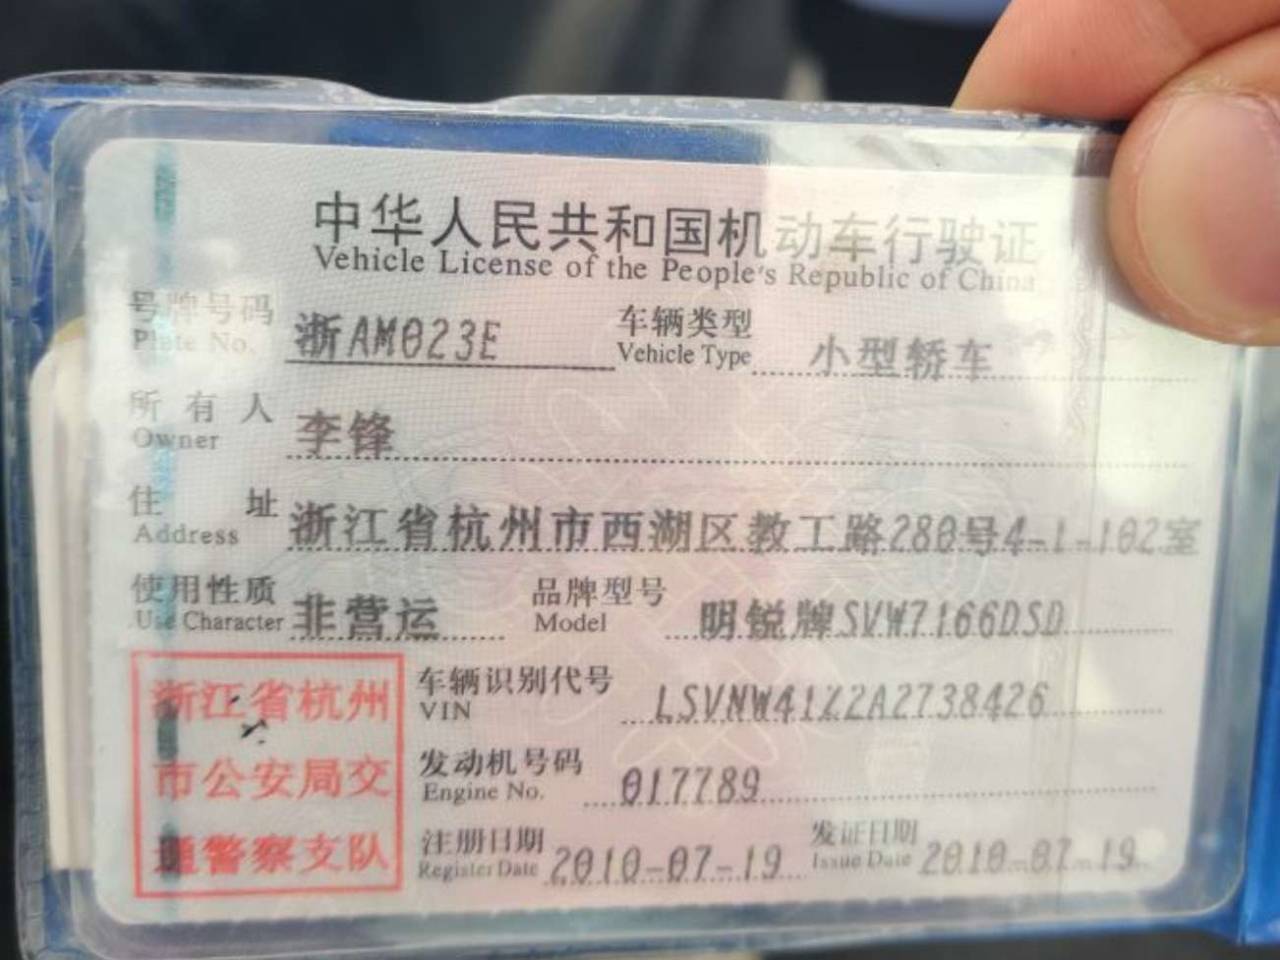 中华人民共和国机动车行驶证
Vehicle License of the People's Republic of China
号牌号码 浙AM023E 车辆类型 小型轿车
Plate No. Vehicle Type
所有人 李锋
Owner
住址 浙江省杭州市西湖区教工路280号4-1-102室
Address
使用性质 非营运 品牌型号 明锐牌SVW7166DSD
Use Character Model
浙江省杭州
市公安局交
通警察支队
车辆识别代号 LSVNW41Z2A2738426
VIN
发动机号码 017789
Engine No.
注册日期 2010-07-19 发证日期 2010-07-19
Register Date Issue Date